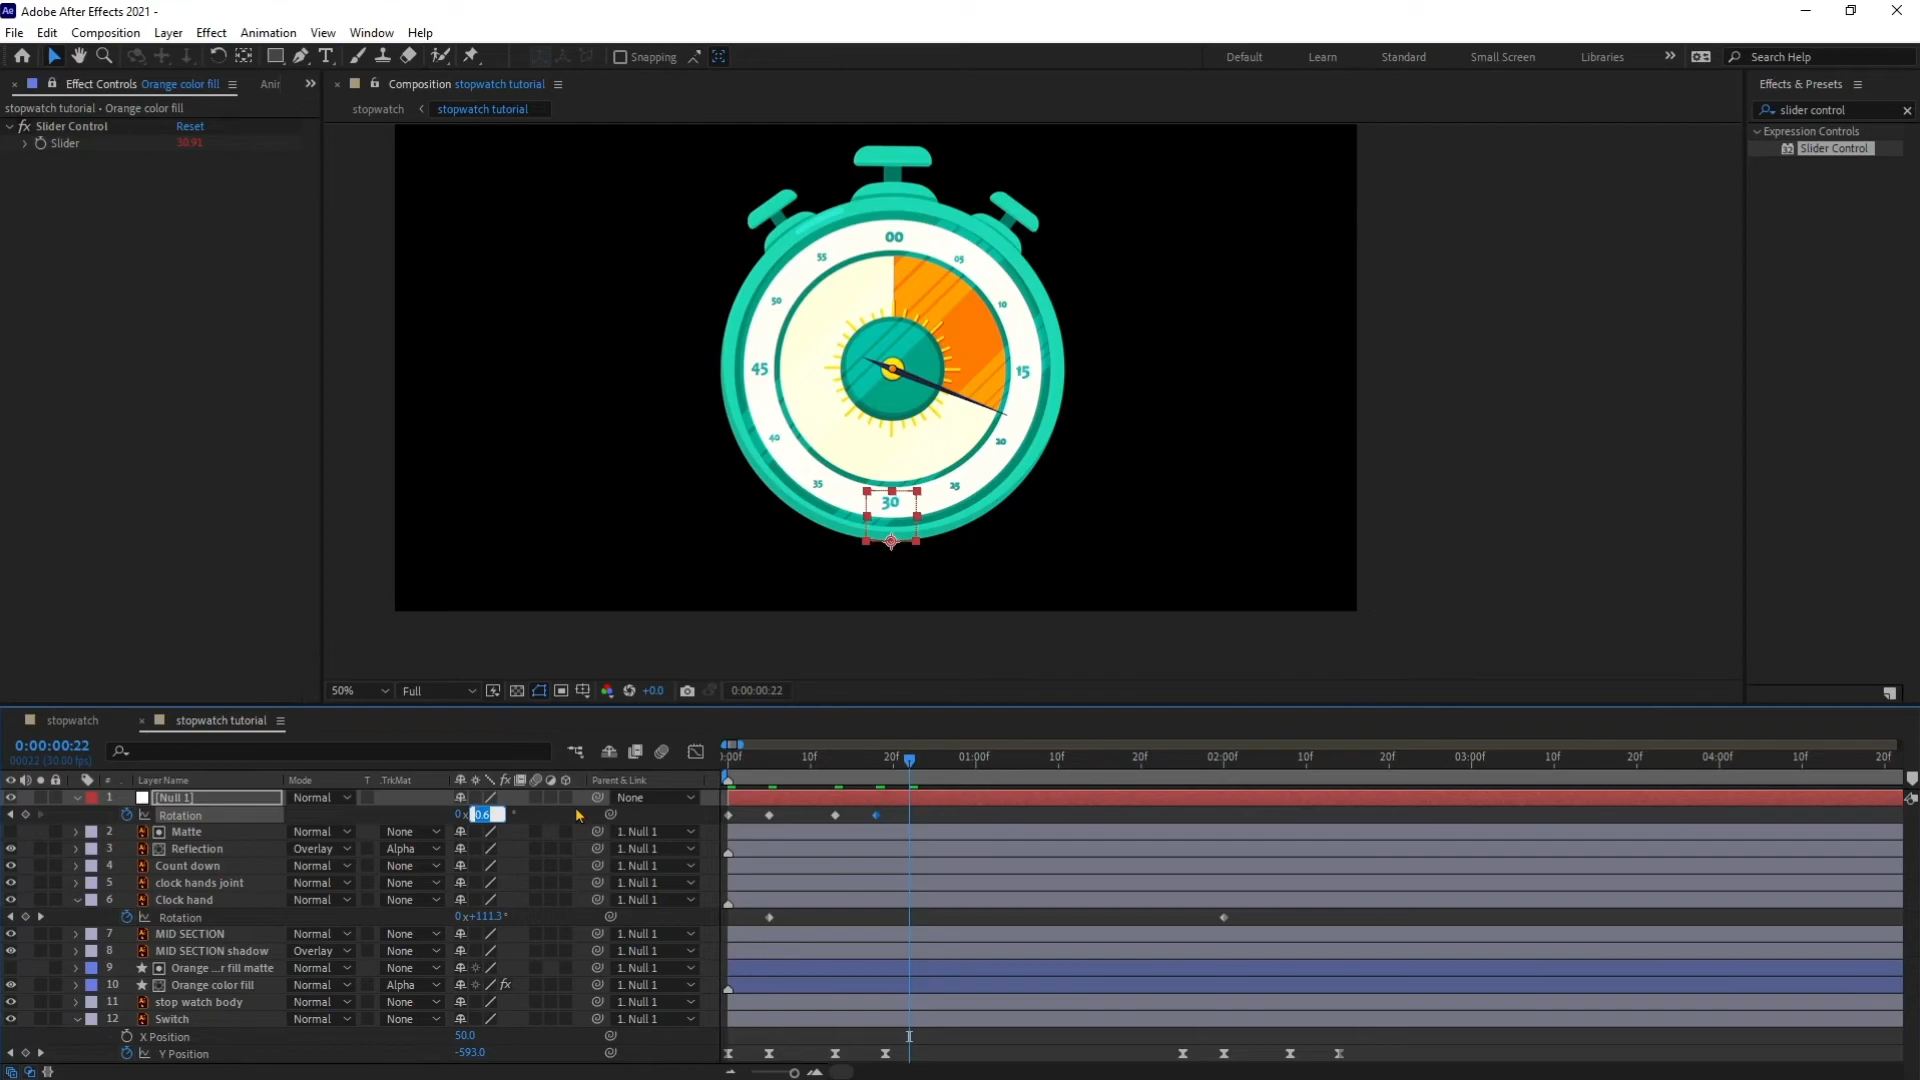 Ae Adobe After Effects 2021 -
File Edit Composition Layer Effect Animation View Window Help
Snapping Default Learn Standard Small Screen Libraries Search Help
Effect Controls Orange color fill
Composition stopwatch tutorial
Effects & Presets
stopwatch tutorial • Orange color fill
stopwatch stopwatch tutorial
slider control
fx Slider Control Reset
Expression Controls
Slider 30.91
Slider Control
00
55 05
50 10
45 15
40 20
35 25
30
50% Full +0.0 0:00:00:22
stopwatch stopwatch tutorial
0:00:00:22
00022 (30.00 fps)
10f 20f 01:00f 10f 20f 02:00f 10f 20f 03:00f 10f 20f 04:00f 10f 20f
# Layer Name Mode T .TrkMat fx Parent & Link
1 [Null 1] Normal None
Rotation 0x 0.6 °
2 Matte Normal None 1. Null 1
3 Reflection Overlay Alpha 1. Null 1
4 Count down Normal None 1. Null 1
5 clock hands joint Normal None 1. Null 1
6 Clock hand Normal None 1. Null 1
Rotation 0x+111.3°
7 MID SECTION Normal None 1. Null 1
8 MID SECTION shadow Overlay None 1. Null 1
9 Orange ...r fill matte Normal None 1. Null 1
10 Orange color fill Normal Alpha fx 1. Null 1
11 stop watch body Normal None 1. Null 1
12 Switch Normal None 1. Null 1
X Position 50.0
Y Position -593.0